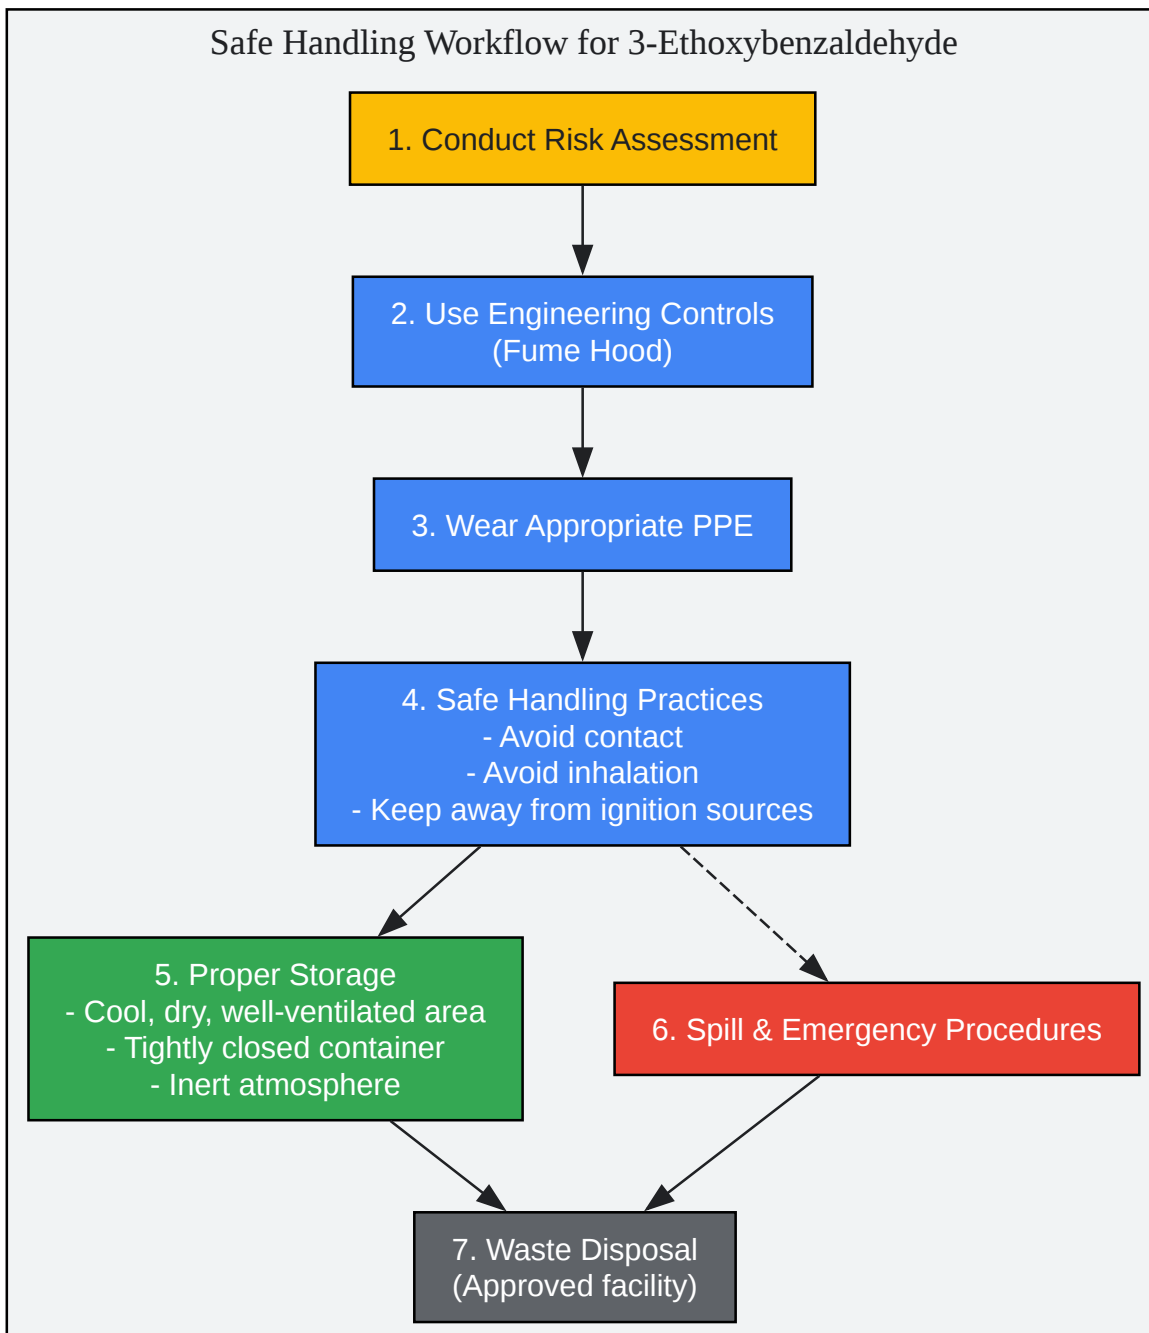 Safe Handling Workflow for 3-Ethoxybenzaldehyde
1. Conduct Risk Assessment
2. Use Engineering Controls
(Fume Hood)
3. Wear Appropriate PPE
4. Safe Handling Practices
- Avoid contact
- Avoid inhalation
- Keep away from ignition sources
5. Proper Storage
- Cool, dry, well-ventilated area
- Tightly closed container
- Inert atmosphere
6. Spill & Emergency Procedures
7. Waste Disposal
(Approved facility)